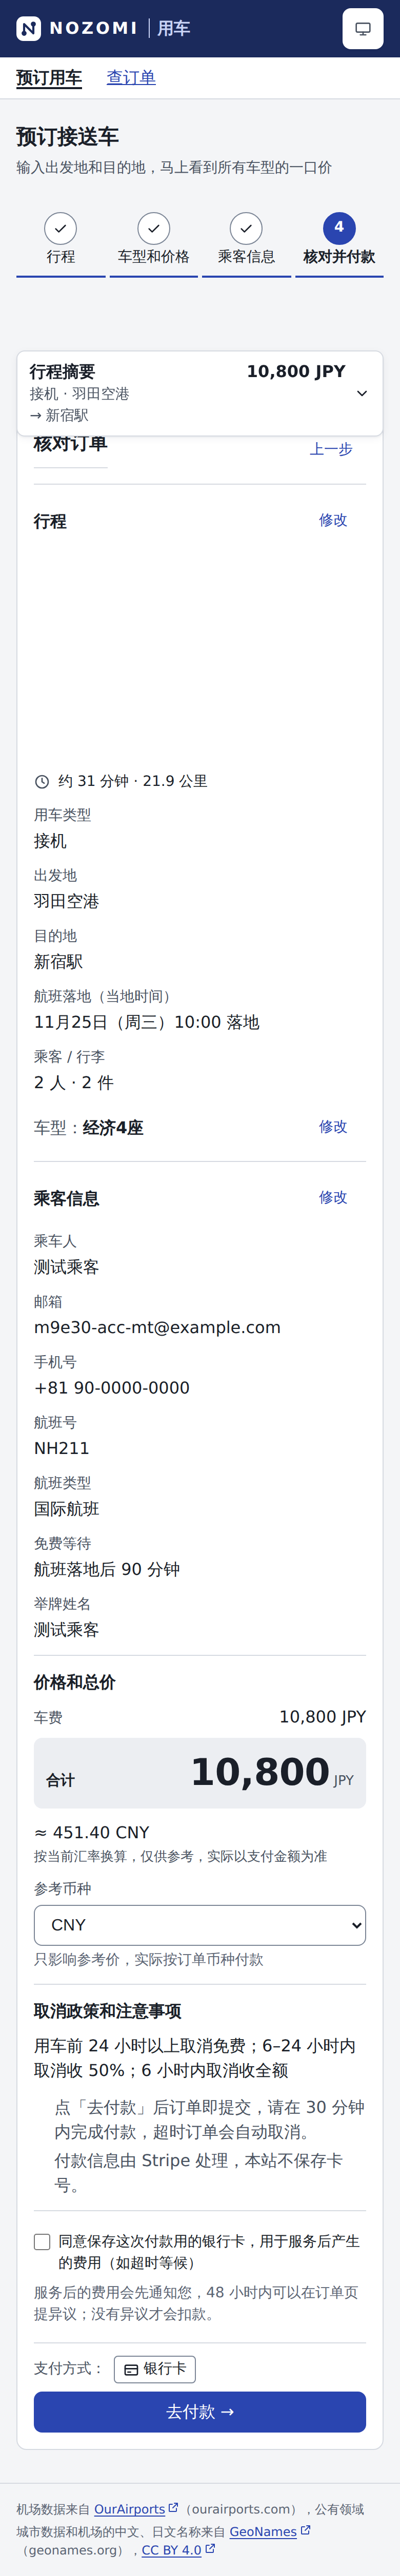 NOZOMI 用车
预订用车 查订单
预订接送车
输入出发地和目的地，马上看到所有车型的一口价
4
行程 车型和价格 乘客信息 核对并付款
行程摘要 10,800 JPY
接机 · 羽田空港
→ 新宿駅
核对订单 上一步
行程 修改
约 31 分钟 · 21.9 公里
用车类型
接机
出发地
羽田空港
目的地
新宿駅
航班落地（当地时间）
11月25日（周三）10:00 落地
乘客 / 行李
2 人 · 2 件
车型：经济4座 修改
乘客信息 修改
乘车人
测试乘客
邮箱
m9e30-acc-mt@example.com
手机号
+81 90-0000-0000
航班号
NH211
航班类型
国际航班
免费等待
航班落地后 90 分钟
举牌姓名
测试乘客
价格和总价
车费 10,800 JPY
合计 10,800 JPY
≈ 451.40 CNY
按当前汇率换算，仅供参考，实际以支付金额为准
参考币种
CNY
只影响参考价，实际按订单币种付款
取消政策和注意事项
用车前 24 小时以上取消免费；6–24 小时内
取消收 50%；6 小时内取消收全额
点「去付款」后订单即提交，请在 30 分钟
内完成付款，超时订单会自动取消。
付款信息由 Stripe 处理，本站不保存卡
号。
同意保存这次付款用的银行卡，用于服务后产生
的费用（如超时等候）
服务后的费用会先通知您，48 小时内可以在订单页
提异议；没有异议才会扣款。
支付方式： 银行卡
去付款 →
机场数据来自 OurAirports（ourairports.com），公有领域
城市数据和机场的中文、日文名称来自 GeoNames
（geonames.org），CC BY 4.0